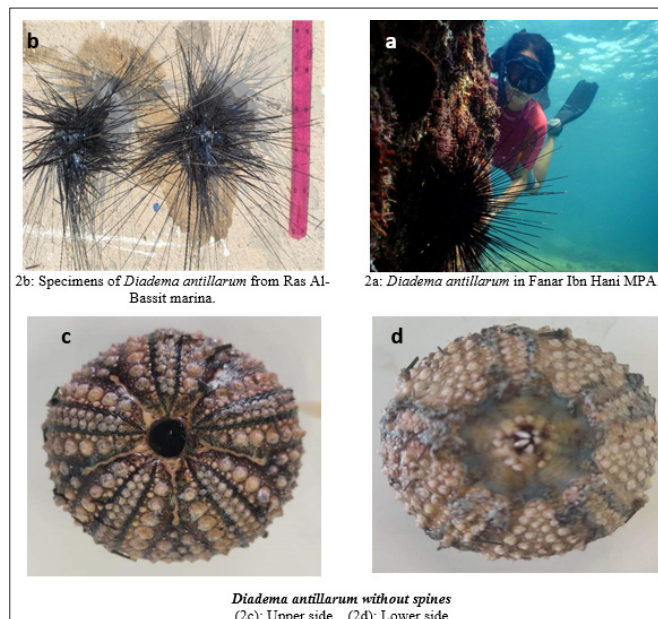 b
a
2b: Specimens of Diadema antillarum from Ras Al-
Bassit marina.
2a: Diadema antillarum in Fanar Ibn Hani MPA.
c
d
Diadema antillarum without spines
(2c): Upper side (2d): Lower side